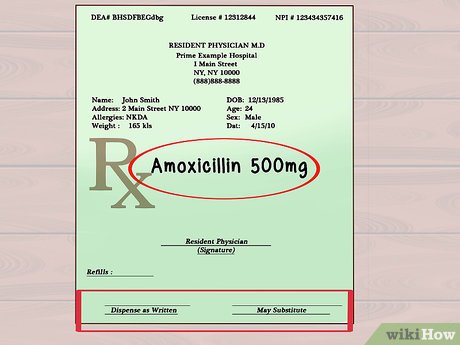 DEA# BHSDFBEGdbg License # 12312844 NPI # 123434357416
RESIDENT PHYSICIAN M.D
Prime Example Hospital
1 Main Street
NY, NY 10000
(888)888-8888
Name: John Smith DOB: 12/13/1985
Address: 2 Main Street NY 10000 Age: 24
Allergies: NKDA Sex: Male
Weight : 165 kls Dat: 4/15/10
Rx Amoxicillin 500mg
Resident Physician
(Signature)
Refills :
Dispense as Written May Substitute
wikiHow